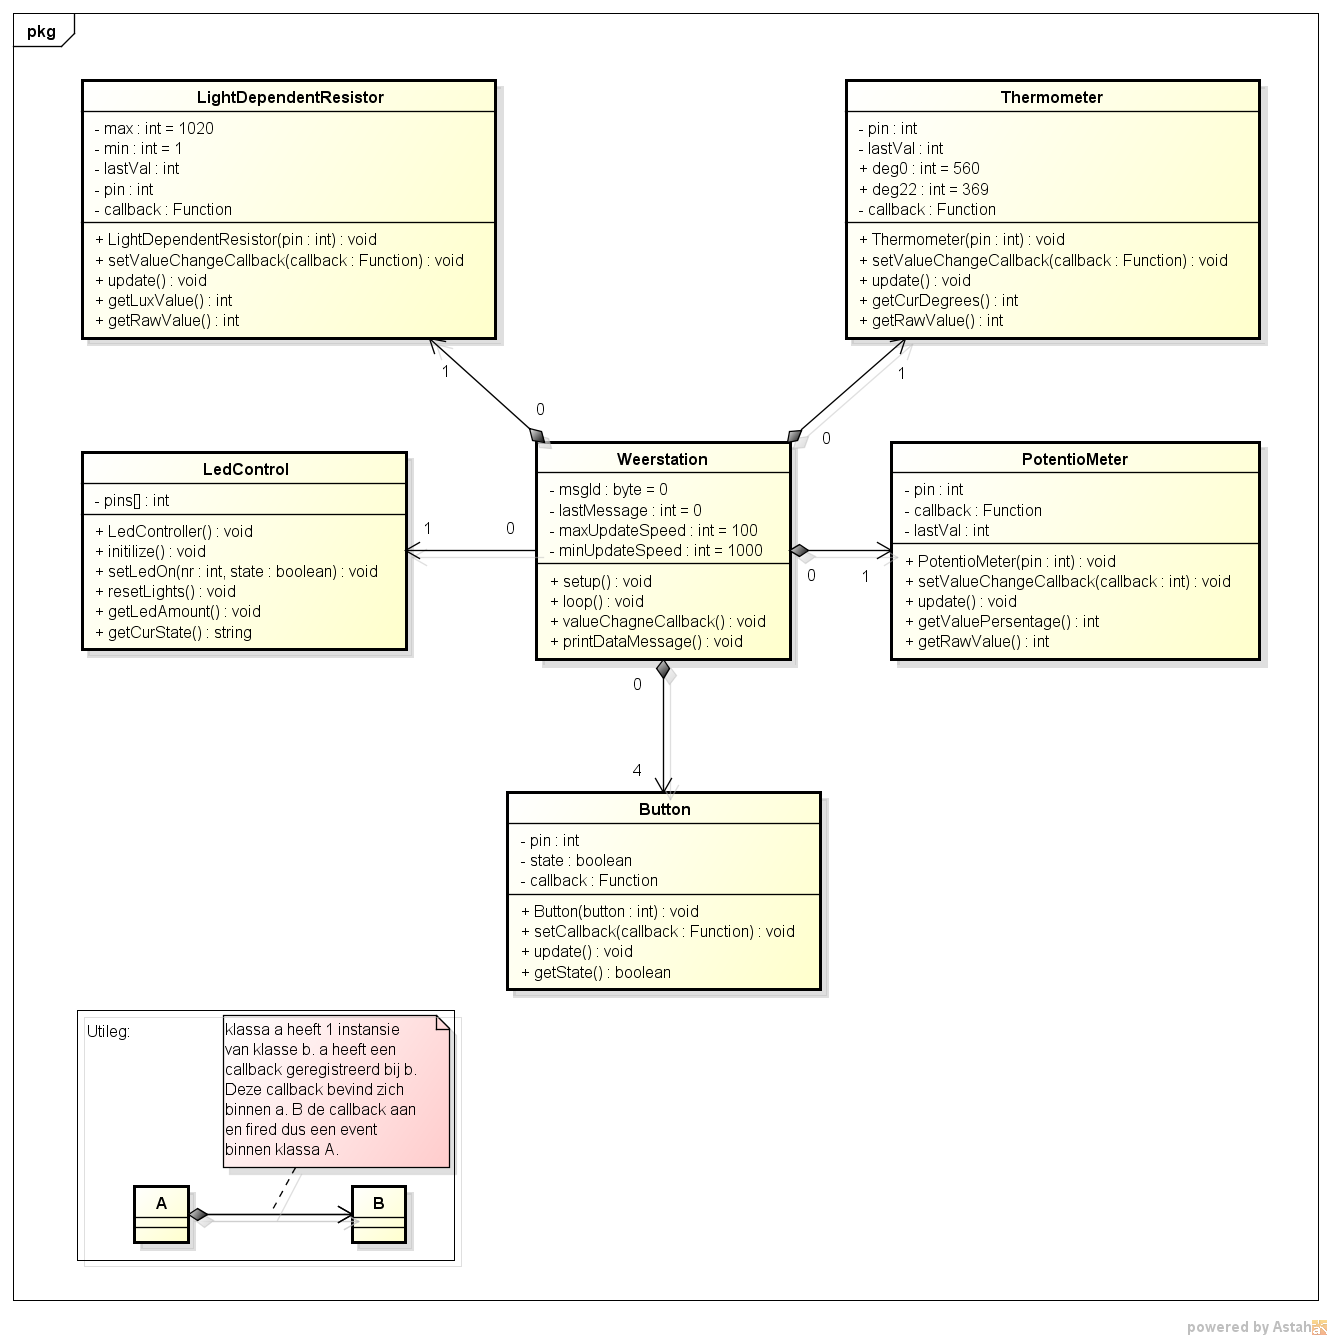 pkg
LightDependentResistor
- max : int = 1020
- min : int = 1
- lastVal : int
- pin : int
- callback : Function
+ LightDependentResistor(pin : int) : void
+ setValueChangeCallback(callback : Function) : void
+ update() : void
+ getLuxValue() : int
+ getRawValue() : int
Thermometer
- pin : int
- lastVal : int
+ deg0 : int = 560
+ deg22 : int = 369
- callback : Function
+ Thermometer(pin : int) : void
+ setValueChangeCallback(callback : Function) : void
+ update() : void
+ getCurDegrees() : int
+ getRawValue() : int
1
0
1
0
LedControl
- pins[] : int
+ LedController() : void
+ initilize() : void
+ setLedOn(nr : int, state : boolean) : void
+ resetLights() : void
+ getLedAmount() : void
+ getCurState() : string
1
0
Weerstation
- msgId : byte = 0
- lastMessage : int = 0
- maxUpdateSpeed : int = 100
- minUpdateSpeed : int = 1000
+ setup() : void
+ loop() : void
+ valueChagneCallback() : void
+ printDataMessage() : void
0
1
PotentioMeter
- pin : int
- callback : Function
- lastVal : int
+ PotentioMeter(pin : int) : void
+ setValueChangeCallback(callback : int) : void
+ update() : void
+ getValuePersentage() : int
+ getRawValue() : int
0
4
Button
- pin : int
- state : boolean
- callback : Function
+ Button(button : int) : void
+ setCallback(callback : Function) : void
+ update() : void
+ getState() : boolean
Utileg:
klassa a heeft 1 instansie
van klasse b. a heeft een
callback geregistreerd bij b.
Deze callback bevind zich
binnen a. B de callback aan
en fired dus een event
binnen klassa A.
A
B
powered by Astah